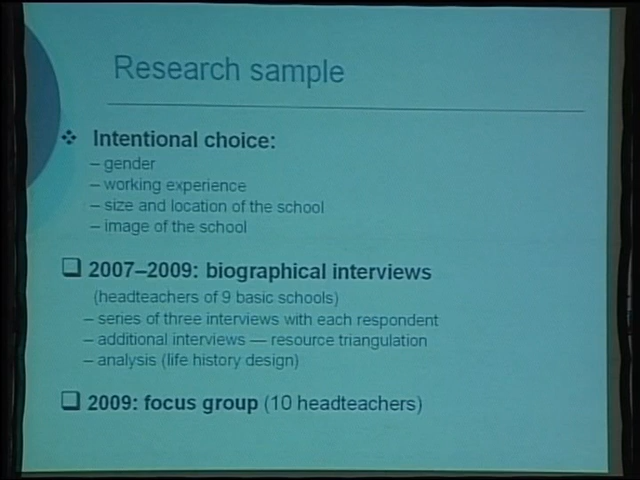 Research sample
❖ Intentional choice:
– gender
– working experience
– size and location of the school
– image of the school
❑ 2007–2009: biographical interviews
(headteachers of 9 basic schools)
– series of three interviews with each respondent
– additional interviews — resource triangulation
– analysis (life history design)
❑ 2009: focus group (10 headteachers)